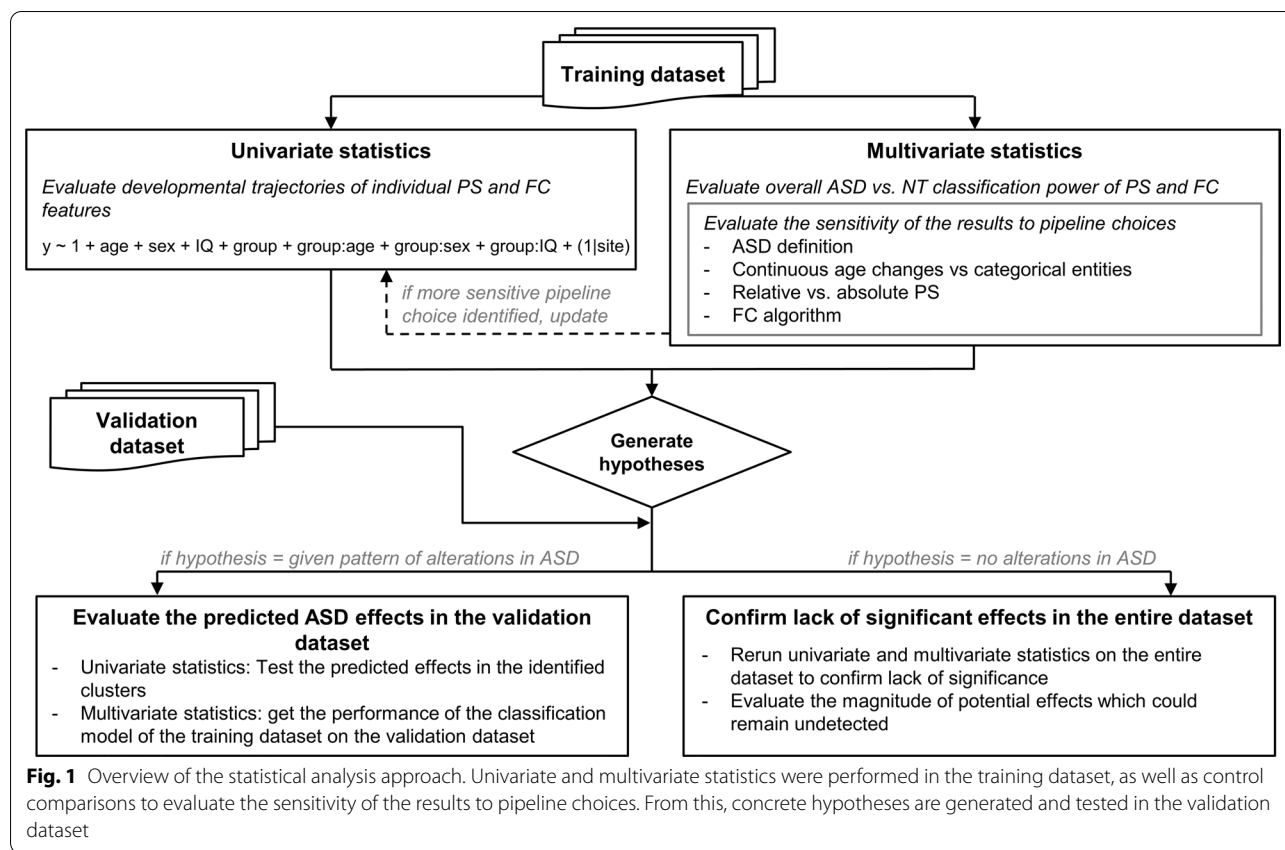 Training dataset
Univariate statistics
Evaluate developmental trajectories of individual PS and FC
features
y ~ 1 + age + sex + IQ + group + group:age + group:sex + group:IQ + (1|site)
Multivariate statistics
Evaluate overall ASD vs. NT classification power of PS and FC
Evaluate the sensitivity of the results to pipeline choices
- ASD definition
- Continuous age changes vs categorical entities
- Relative vs. absolute PS
- FC algorithm
if more sensitive pipeline
choice identified, update
Validation
dataset
Generate
hypotheses
if hypothesis = given pattern of alterations in ASD
if hypothesis = no alterations in ASD
Evaluate the predicted ASD effects in the validation
dataset
- Univariate statistics: Test the predicted effects in the identified
clusters
- Multivariate statistics: get the performance of the classification
model of the training dataset on the validation dataset
Confirm lack of significant effects in the entire dataset
- Rerun univariate and multivariate statistics on the entire
dataset to confirm lack of significance
- Evaluate the magnitude of potential effects which could
remain undetected
Fig. 1 Overview of the statistical analysis approach. Univariate and multivariate statistics were performed in the training dataset, as well as control
comparisons to evaluate the sensitivity of the results to pipeline choices. From this, concrete hypotheses are generated and tested in the validation
dataset